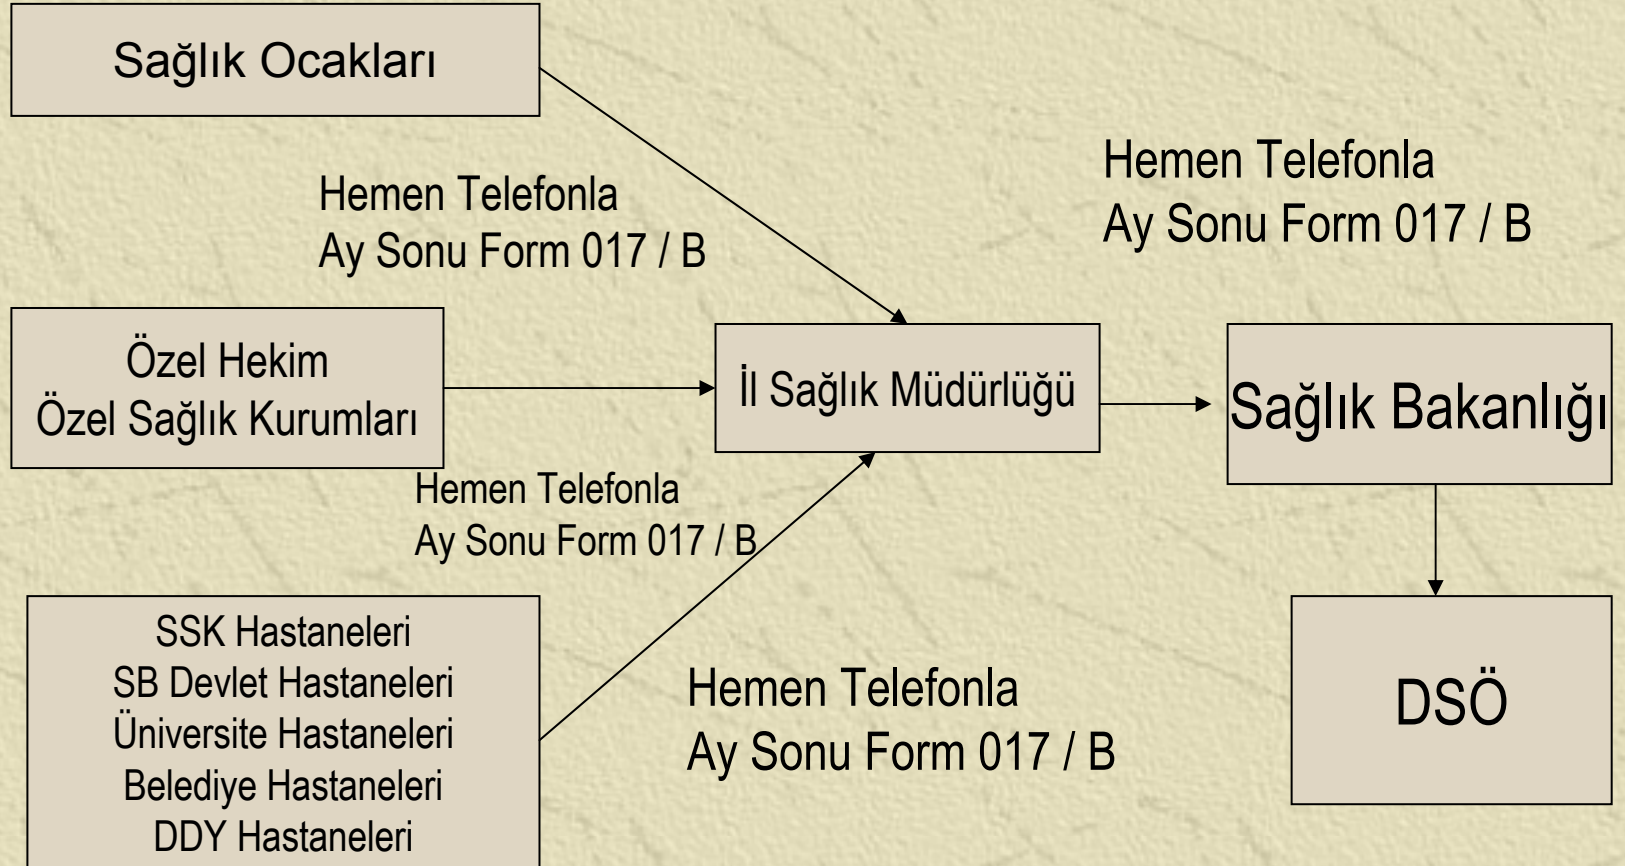 Sağlık Ocakları
Hemen Telefonla
Ay Sonu Form 017 / B
Hemen Telefonla
Ay Sonu Form 017 / B
Özel Hekim
Özel Sağlık Kurumları
İl Sağlık Müdürlüğü
Sağlık Bakanlığı
Hemen Telefonla
Ay Sonu Form 017 / B
SSK Hastaneleri
SB Devlet Hastaneleri
Üniversite Hastaneleri
Belediye Hastaneleri
DDY Hastaneleri
Hemen Telefonla
Ay Sonu Form 017 / B
DSÖ